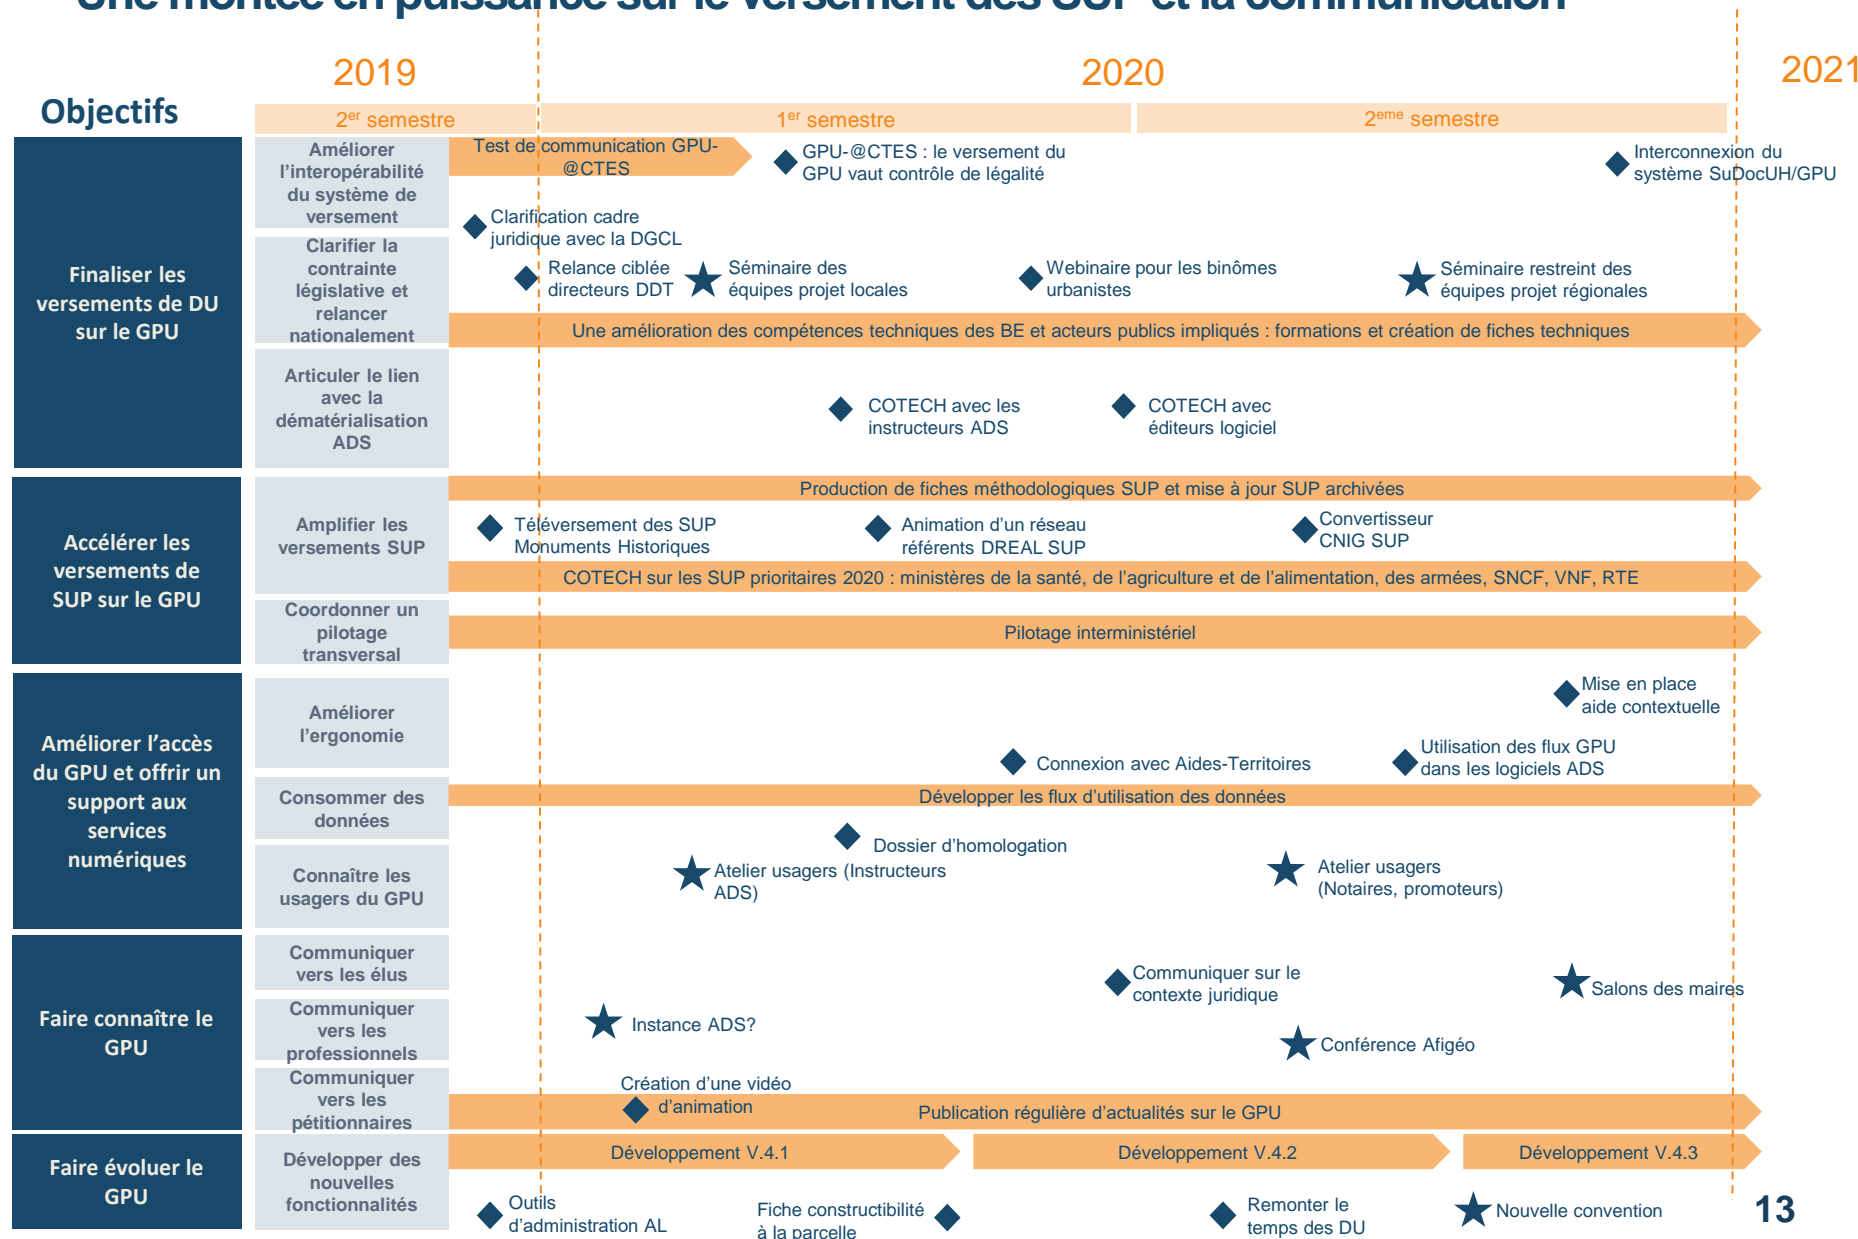 Une montée en puissance sur le versement des SUP et la communication
2019
2020
2021
Objectifs
2er semestre
1er semestre
2eme semestre
Finaliser les
versements de DU
sur le GPU
Améliorer
l'interopérabilité
du système de
versement
Test de communication GPU-
@CTES
GPU-@CTES : le versement du
GPU vaut contrôle de légalité
Interconnexion du
système SuDocUH/GPU
Clarification cadre
juridique avec la DGCL
Clarifier la
contrainte
législative et
relancer
nationalement
Relance ciblée
directeurs DDT
Séminaire des
équipes projet locales
Webinaire pour les binômes
urbanistes
Séminaire restreint des
équipes projet régionales
Une amélioration des compétences techniques des BE et acteurs publics impliqués : formations et création de fiches techniques
Articuler le lien
avec la
dématérialisation
ADS
COTECH avec les
instructeurs ADS
COTECH avec
éditeurs logiciel
Accélérer les
versements de
SUP sur le GPU
Amplifier les
versements SUP
Production de fiches méthodologiques SUP et mise à jour SUP archivées
Téléversement des SUP
Monuments Historiques
Animation d'un réseau
référents DREAL SUP
Convertisseur
CNIG SUP
COTECH sur les SUP prioritaires 2020 : ministères de la santé, de l'agriculture et de l'alimentation, des armées, SNCF, VNF, RTE
Coordonner un
pilotage
transversal
Pilotage interministériel
Améliorer l'accès
du GPU et offrir un
support aux
services
numériques
Améliorer
l'ergonomie
Mise en place
aide contextuelle
Connexion avec Aides-Territoires
Utilisation des flux GPU
dans les logiciels ADS
Consommer des
données
Développer les flux d'utilisation des données
Dossier d'homologation
Connaître les
usagers du GPU
Atelier usagers (Instructeurs
ADS)
Atelier usagers
(Notaires, promoteurs)
Faire connaître le
GPU
Communiquer
vers les élus
Communiquer sur le
contexte juridique
Salons des maires
Communiquer
vers les
professionnels
Instance ADS?
Conférence Afigéo
Communiquer
vers les
pétitionnaires
Création d'une vidéo
d'animation
Publication régulière d'actualités sur le GPU
Faire évoluer le
GPU
Développer des
nouvelles
fonctionnalités
Développement V.4.1
Développement V.4.2
Développement V.4.3
Outils
d'administration AL
Fiche constructibilité
à la parcelle
Remonter le
temps des DU
Nouvelle convention
13